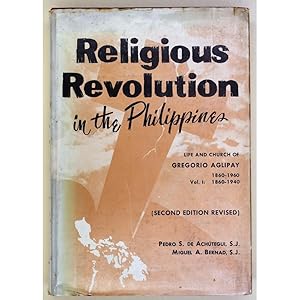 Religious
Revolution
in the Philippines
LIFE AND CHURCH OF
GREGORIO AGLIPAY
1860-1960
Vol. I: 1860-1940
(SECOND EDITION REVISED)
PEDRO S. DE ACHÚTEGUI, S.J.
MIGUEL A. BERNAD, S.J.